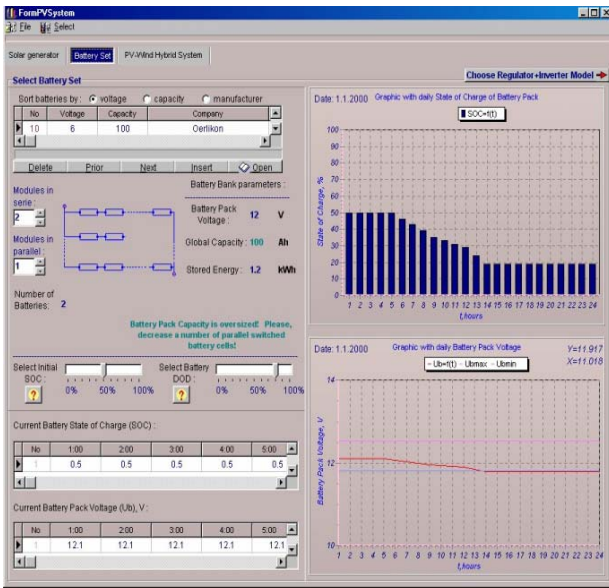 FormPVSystem
File Select
Solar generator Battery Set PV-Wind Hybrid System
Select Battery Set
Choose Regulator+Inverter Model
Sort batteries by : voltage capacity manufacturer
No Voltage Capacity Company
10 6 100 Oerlikon
Delete Prior Next Insert Open
Modules in serie :
2
Modules in parallel :
1
Number of Batteries: 2
Battery Bank parameters :
Battery Pack Voltage : 12 V
Global Capacity : 100 Ah
Stored Energy : 1.2 kWh
Battery Pack Capacity is oversized! Please,
decrease a number of parallel switched
battery cells!
Select Initial SOC :
? 0% 50% 100%
Select Battery DOD :
? 0% 50% 100%
Current Battery State of Charge (SOC) :
No 1:00 2:00 3:00 4:00 5:00
1 0.5 0.5 0.5 0.5 0.5
Current Battery Pack Voltage (Ub), V :
No 1:00 2:00 3:00 4:00 5:00
1 12.1 12.1 12.1 12.1 12.1
Date: 1.1.2000 Graphic with daily State of Charge of Battery Pack
SOC=f(t)
State of Charge, %
100
90
80
70
60
50
40
30
20
10
0
1 2 3 4 5 6 7 8 9 10 11 12 13 14 15 16 17 18 19 20 21 22 23 24
t,hours
Date: 1.1.2000 Graphic with daily Battery Pack Voltage Y=11.917
X=11.018
Ub=f(t) Ubmax Ubmin
Battery Pack Voltage, V
14
12
10
1 2 3 4 5 6 7 8 9 10 11 12 13 14 15 16 17 18 19 20 21 22 23 24
t,hours